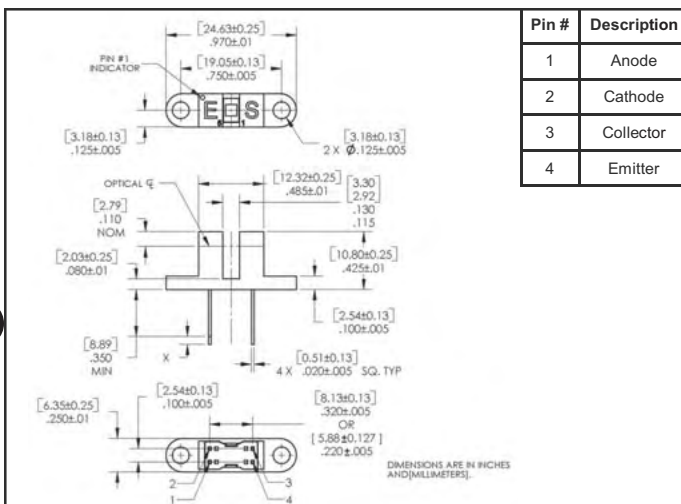 [24.63±0.25]
.970±.01
PIN #1
INDICATOR
[19.05±0.13]
.750±.005
E S
6 1
[3.18±0.13]
.125±.005
[3.18±0.13]
2 X Ø.125±.005
OPTICAL ℄
[12.32±0.25]
.485±.01
[3.30
2.92]
.130
.115
[2.79]
.110
NOM
[2.03±0.25]
.080±.01
[10.80±0.25]
.425±.01
[2.54±0.13]
.100±.005
[8.89]
.350
MIN
X
[0.51±0.13]
4 X .020±.005 SQ. TYP
[2.54±0.13]
.100±.005
[6.35±0.25]
.250±.01
[8.13±0.13]
.320±.005
OR
[5.88±0.127]
.220±.005
2
1
3
4
DIMENSIONS ARE IN INCHES
AND[MILLIMETERS].
Pin # Description
1 Anode
2 Cathode
3 Collector
4 Emitter